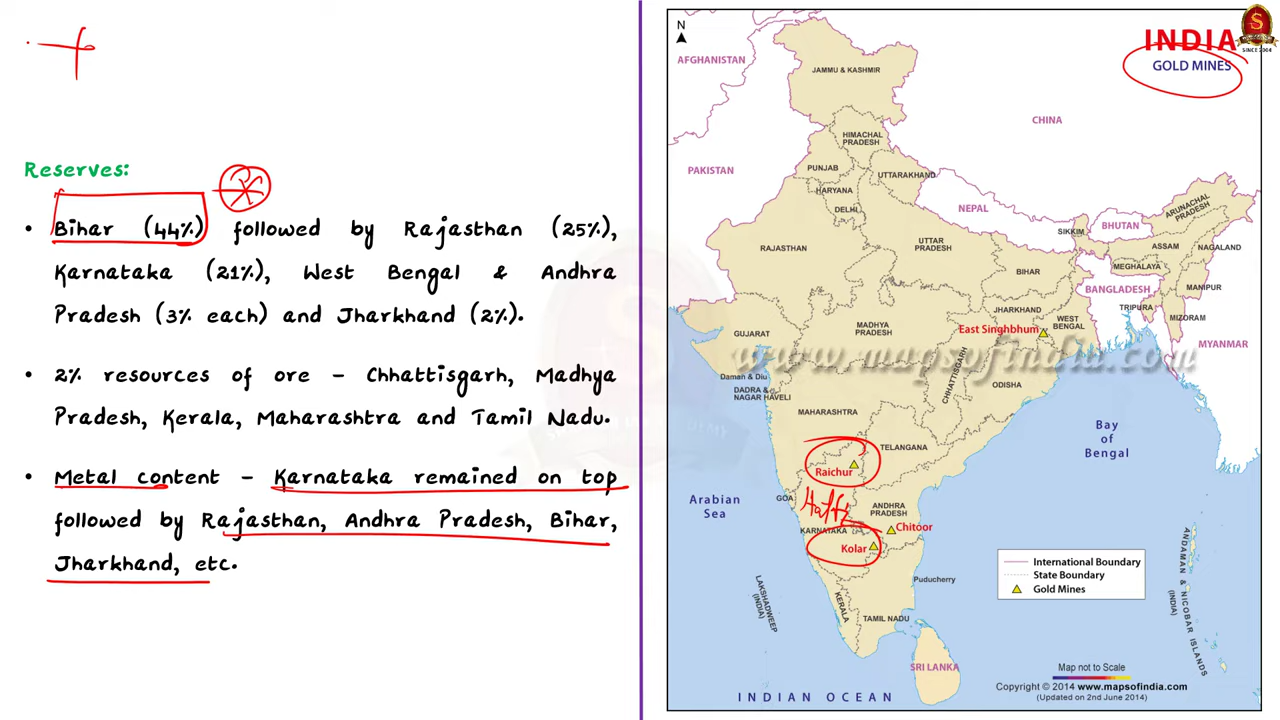 Reserves:
• Bihar (44%) followed by Rajasthan (25%),
Karnataka (21%), West Bengal & Andhra
Pradesh (3% each) and Jharkhand (2%).
• 2% resources of ore – Chhattisgarh, Madhya
Pradesh, Kerala, Maharashtra and Tamil Nadu.
• Metal content – Karnataka remained on top
followed by Rajasthan, Andhra Pradesh, Bihar,
Jharkhand, etc.
INDIA
GOLD MINES
S
SINCE 2004
N
AFGHANISTAN
JAMMU & KASHMIR
CHINA
HIMACHAL
PRADESH
PAKISTAN
PUNJAB
UTTARAKHAND
HARYANA
DELHI
NEPAL
ARUNACHAL
PRADESH
SIKKIM
BHUTAN
RAJASTHAN
UTTAR
PRADESH
ASSAM
NAGALAND
BIHAR
MEGHALAYA
BANGLADESH
MANIPUR
TRIPURA
MIZORAM
JHARKHAND
WEST
BENGAL
East Singhbhum
GUJARAT
MADHYA
PRADESH
MYANMAR
www.mapsofindia.com
CHHATTISGARH
ODISHA
Daman & Diu
DADRA &
NAGAR HAVELI
MAHARASHTRA
TELANGANA
Bay
of
Bengal
Raichur
Arabian
Sea
GOA
Hatti
ANDHRA
PRADESH
Chitoor
KARNATAKA
Kolar
Puducherry
LAKSHADWEEP
(INDIA)
KERALA
TAMIL NADU
ANDAMAN & NICOBAR ISLANDS
(INDIA)
International Boundary
State Boundary
Gold Mines
SRI LANKA
INDIAN OCEAN
Map not to Scale
Copyright © 2014 www.mapsofindia.com
(Updated on 2nd June 2014)